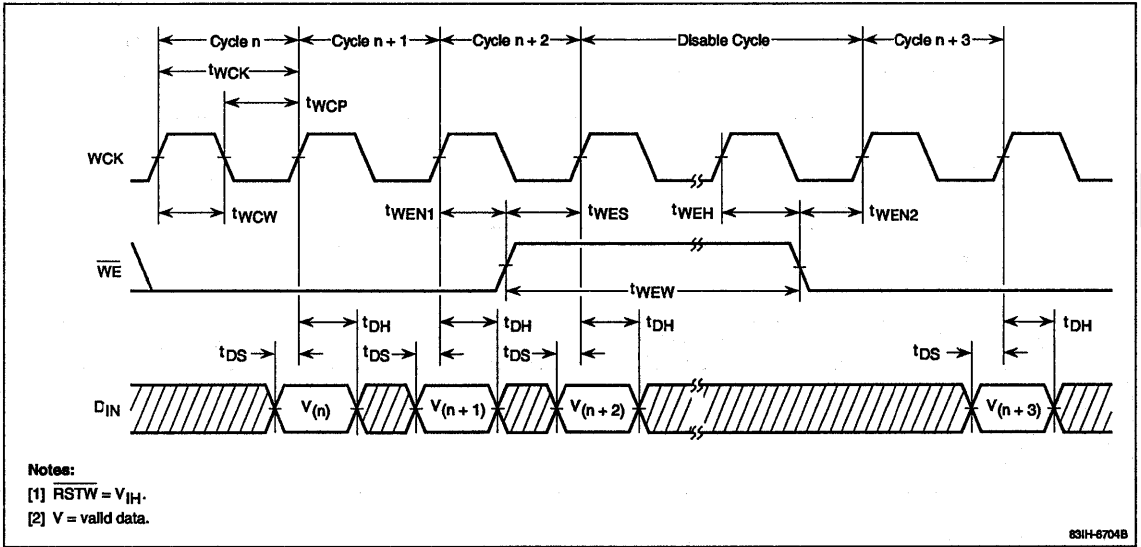 Cycle n Cycle n + 1 Cycle n + 2 Disable Cycle Cycle n + 3
tWCK
tWCP
WCK
tWCW tWEN1 tWES tWEH tWEN2
WE
tWEW
tDH tDH tDH tDH
tDS tDS tDS tDS
DIN V(n) V(n + 1) V(n + 2) V(n + 3)
Notes:
[1] RSTW = VIH.
[2] V = valid data.
83IH-6704B